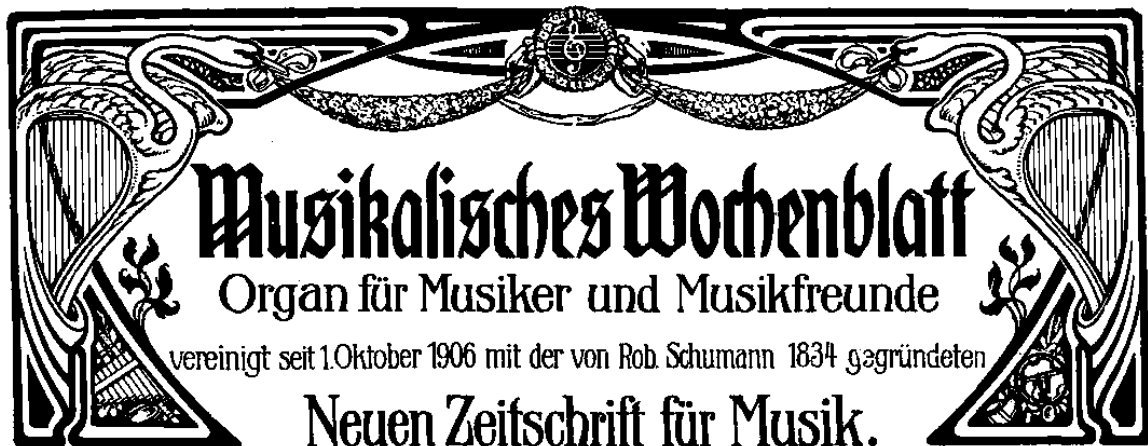 Musikalisches Wochenblatt
Organ für Musiker und Musikfreunde
vereinigt seit 1. Oktober 1906 mit der von Rob. Schumann 1834 gegründeten
Neuen Zeitschrift für Musik.